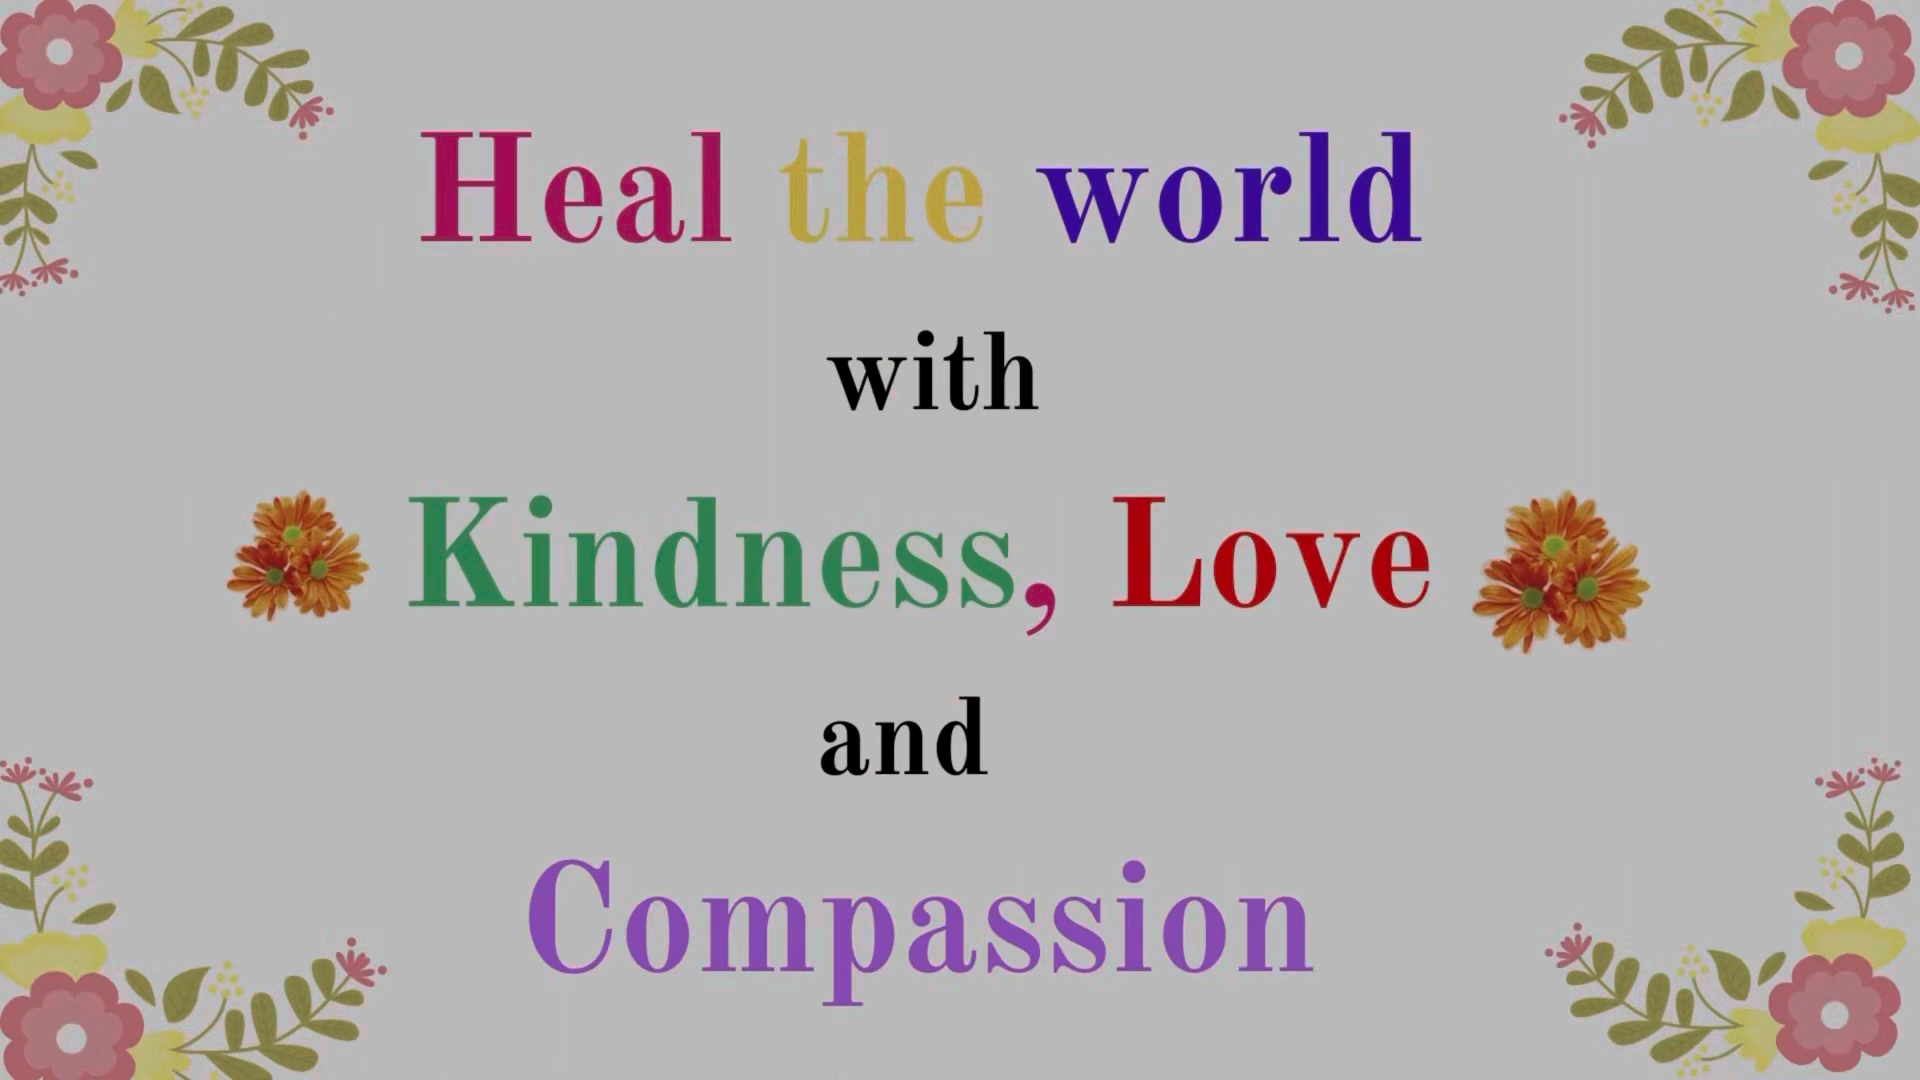 Heal the world
with
Kindness, Love
and
Compassion